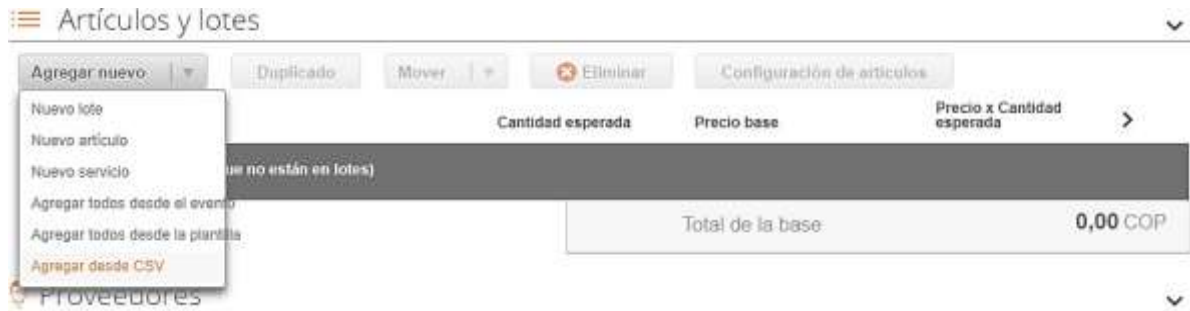 Artículos y lotes
Agregar nuevo
Duplicado
Mover
Eliminar
Configuración de artículos
Nuevo lote
Nuevo artículo
Nuevo servicio
Agregar todos desde el evento
Agregar todos desde la plantilla
Agregar desde CSV
Cantidad esperada
Precio base
Precio x Cantidad
esperada
que no están en lotes)
Total de la base
0,00 COP
Proveedores